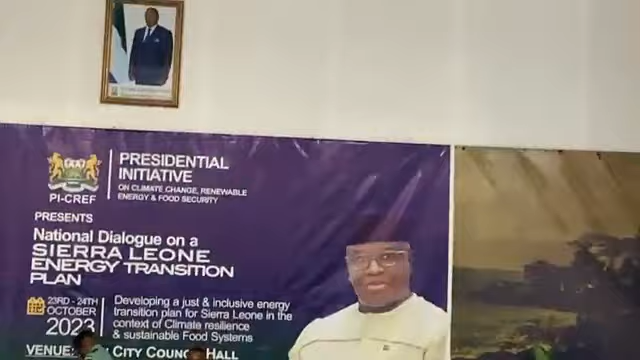 PI-CREF
PRESIDENTIAL
INITIATIVE
ON CLIMATE CHANGE, RENEWABLE
ENERGY & FOOD SECURITY
PRESENTS
National Dialogue on a
SIERRA LEONE
ENERGY TRANSITION
PLAN
23RD - 24TH
OCTOBER
2023
Developing a just & inclusive energy
transition plan for Sierra Leone in the
context of Climate resilience
& sustainable Food Systems
VENUE: CITY COUNC HALL